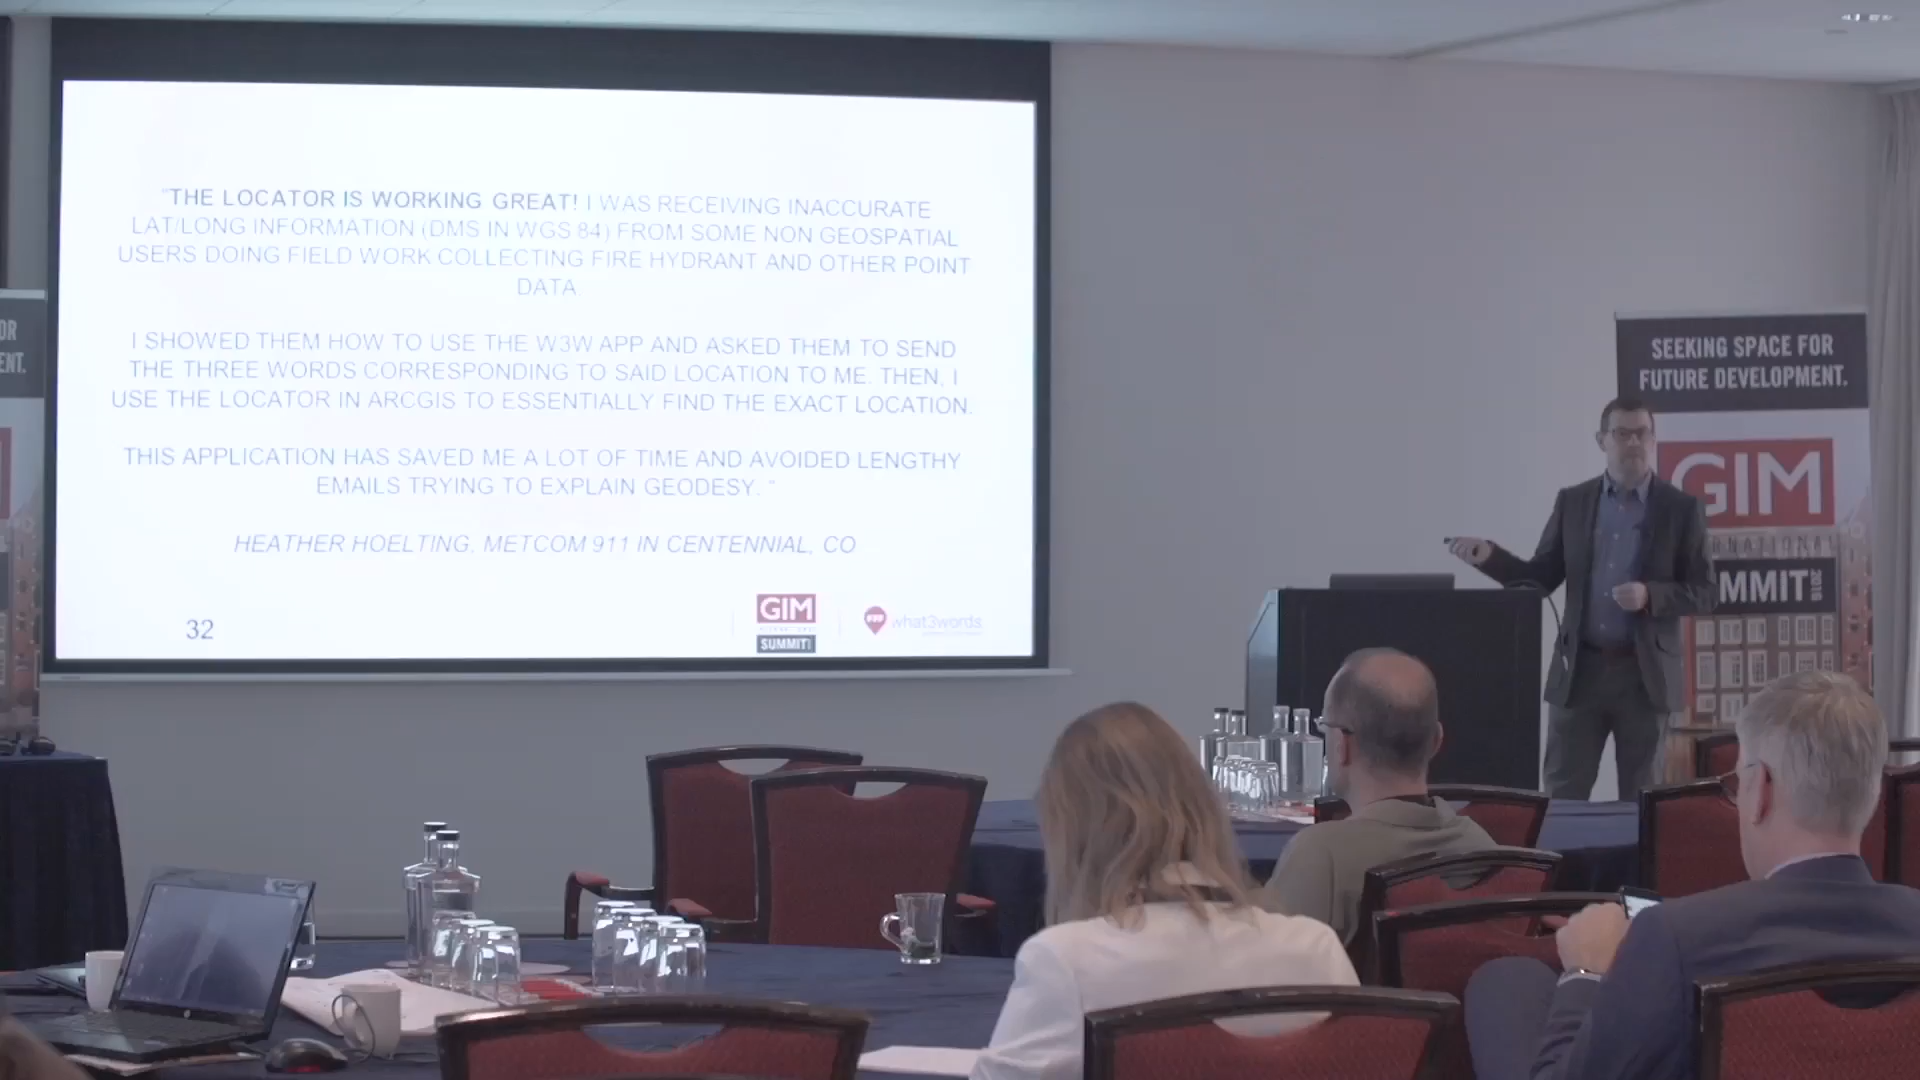 "THE LOCATOR IS WORKING GREAT! I WAS RECEIVING INACCURATE
LAT/LONG INFORMATION (DMS IN WGS 84) FROM SOME NON GEOSPATIAL
USERS DOING FIELD WORK COLLECTING FIRE HYDRANT AND OTHER POINT
DATA
I SHOWED THEM HOW TO USE THE W3W APP AND ASKED THEM TO SEND
THE THREE WORDS CORRESPONDING TO SAID LOCATION TO ME. THEN, I
USE THE LOCATOR IN ARCGIS TO ESSENTIALLY FIND THE EXACT LOCATION.
THIS APPLICATION HAS SAVED ME A LOT OF TIME AND AVOIDED LENGTHY
EMAILS TRYING TO EXPLAIN GEODESY. "
HEATHER HOELTING, METCOM 911 IN CENTENNIAL, CO
32
GIM
SUMMIT
what3words
OR
ENT.
SEEKING SPACE FOR
FUTURE DEVELOPMENT.
GIM
RNATIONAL
MMIT 2018